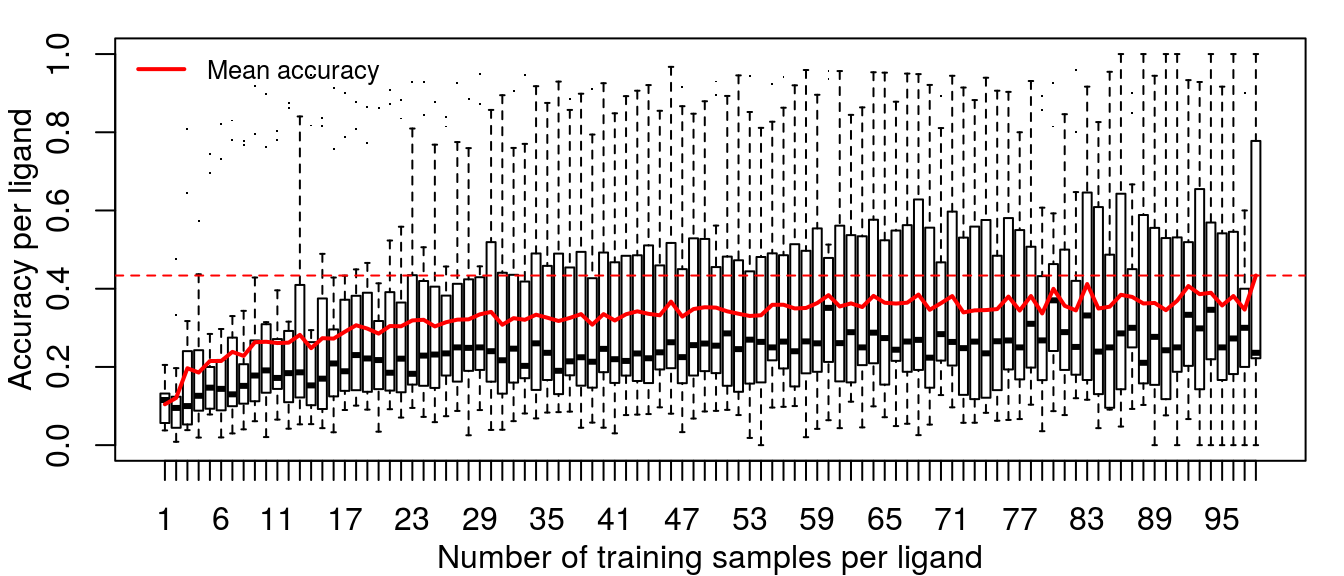 Mean accuracy
Accuracy per ligand
1.0
0.8
0.6
0.4
0.2
0.0
1 6 11 17 23 29 35 41 47 53 59 65 71 77 83 89 95
Number of training samples per ligand